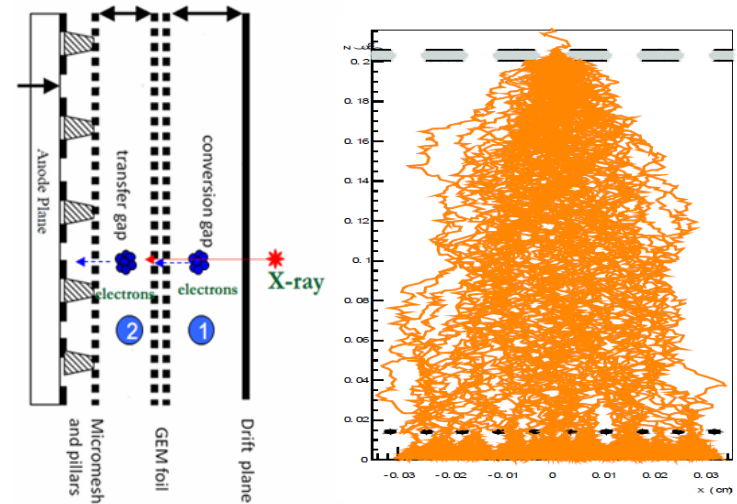 Anode Plane
transfer gap
conversion gap
X-ray
electrons
electrons
2
1
Micromesh
and pillars
GEM foil
Drift plane
0.2
0.18
0.16
0.14
0.12
0.1
0.08
0.06
0.04
0.02
0
-0.03
-0.02
-0.01
0
0.01
0.02
0.03
x (cm)